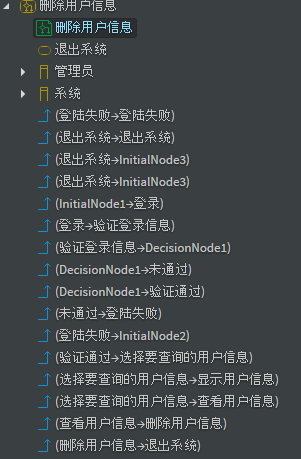 删除用户信息
删除用户信息
退出系统
管理员
系统
(登陆失败→登陆失败)
(退出系统→退出系统)
(退出系统→InitialNode3)
(退出系统→InitialNode3)
(InitialNode1→登录)
(登录→验证登录信息)
(验证登录信息→DecisionNode1)
(DecisionNode1→未通过)
(DecisionNode1→验证通过)
(未通过→登陆失败)
(登陆失败→InitialNode2)
(验证通过→选择要查询的用户信息)
(选择要查询的用户信息→显示用户信息)
(选择要查询的用户信息→查看用户信息)
(查看用户信息→删除用户信息)
(删除用户信息→退出系统)